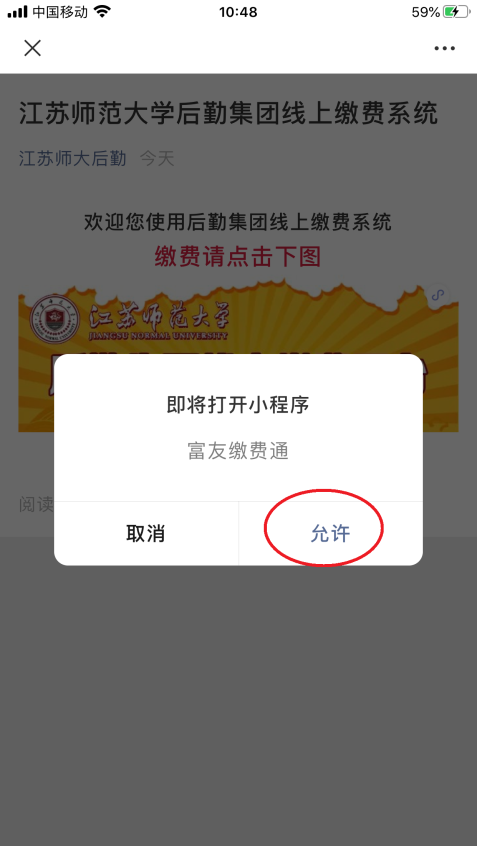 中国移动 10:48 59%
江苏师范大学后勤集团线上缴费系统
江苏师大后勤 今天
欢迎您使用后勤集团线上缴费系统
缴费请点击下图
江苏师范大学
JIANGSU NORMAL UNIVERSITY
即将打开小程序
富友缴费通
阅读
取消 允许